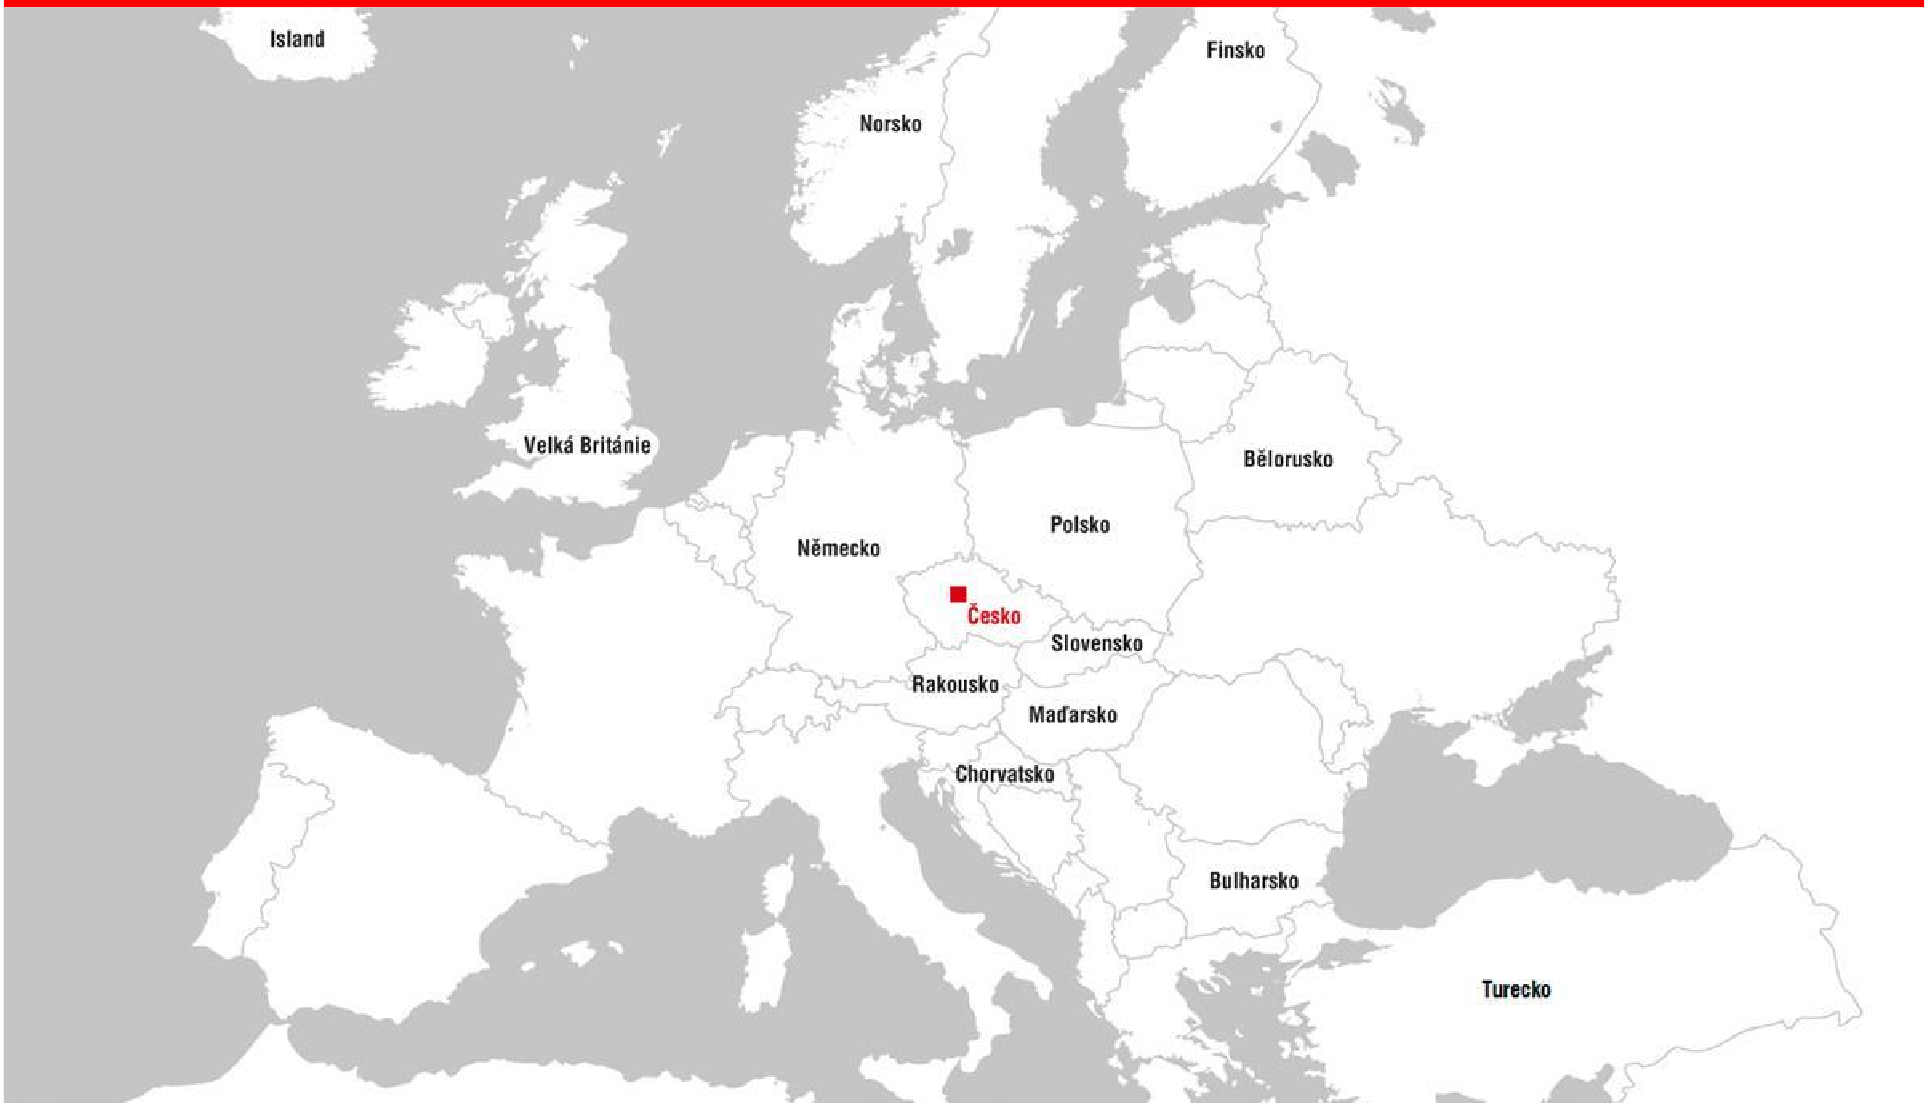 Island
Finsko
Norsko
Velká Británie
Bělorusko
Polsko
Německo
Česko
Slovensko
Rakousko
Maďarsko
Chorvatsko
Bulharsko
Turecko